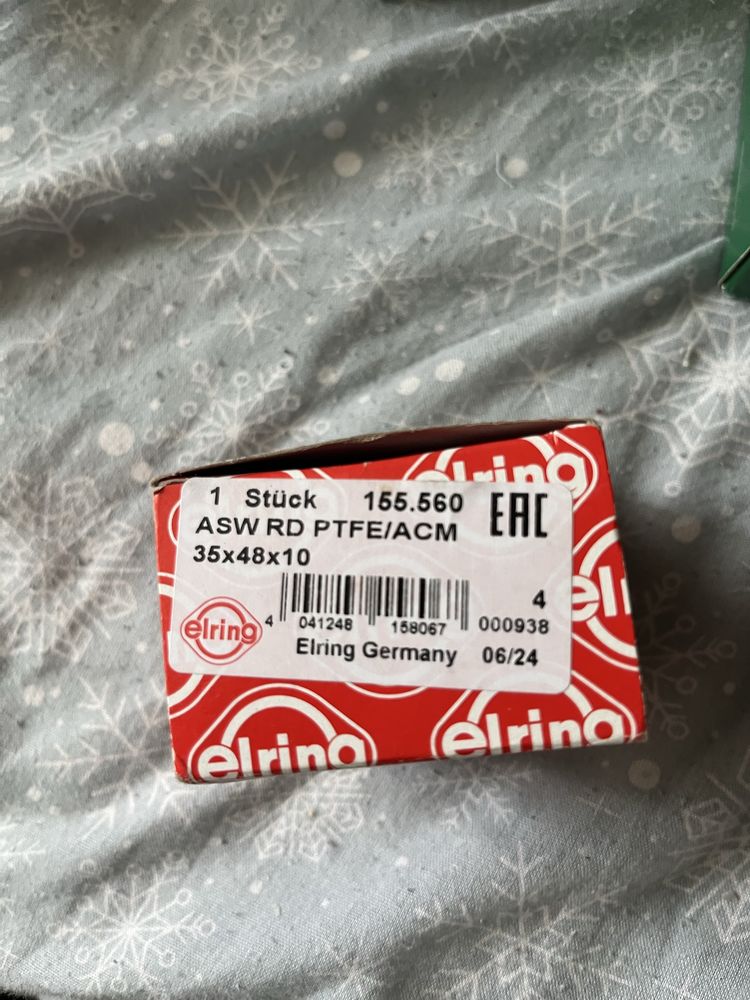 elring
1 Stück 155.560 EAC
ASW RD PTFE/ACM
35x48x10
elring
4 041248 158067
4
000938
Elring Germany 06/24
elri
elring
elring